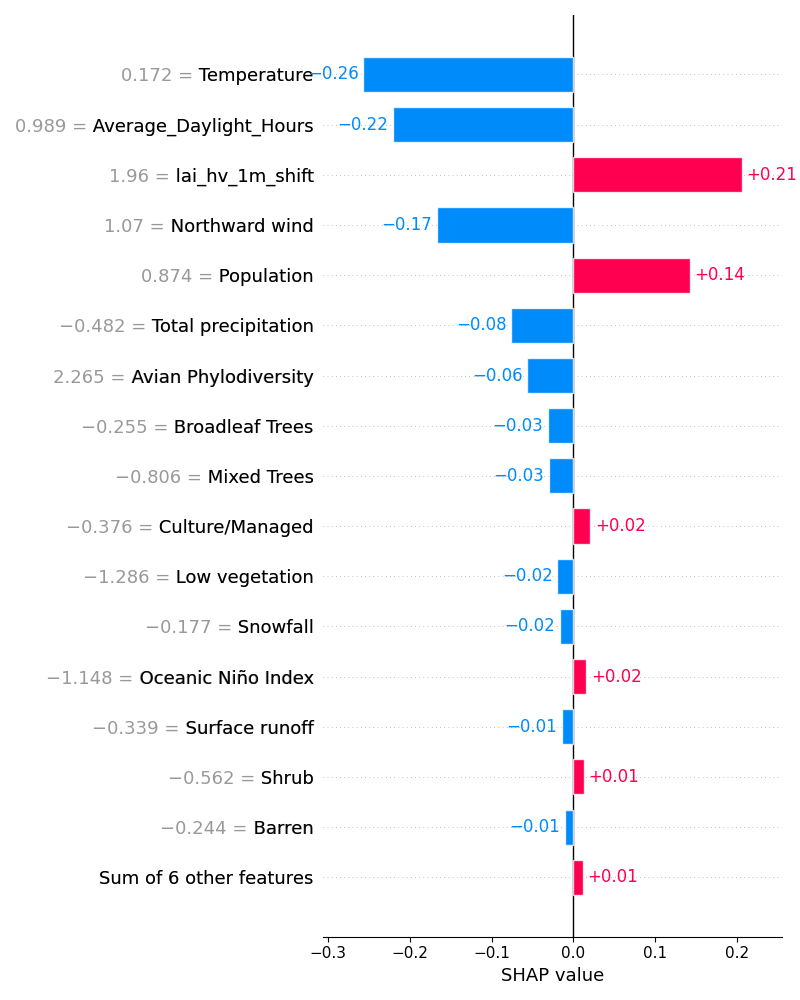 0.172 = Temperature −0.26
0.989 = Average_Daylight_Hours −0.22
1.96 = lai_hv_1m_shift +0.21
1.07 = Northward wind −0.17
0.874 = Population +0.14
−0.482 = Total precipitation −0.08
2.265 = Avian Phylodiversity −0.06
−0.255 = Broadleaf Trees −0.03
−0.806 = Mixed Trees −0.03
−0.376 = Culture/Managed +0.02
−1.286 = Low vegetation −0.02
−0.177 = Snowfall −0.02
−1.148 = Oceanic Niño Index +0.02
−0.339 = Surface runoff −0.01
−0.562 = Shrub +0.01
−0.244 = Barren −0.01
Sum of 6 other features +0.01
−0.3 −0.2 −0.1 0.0 0.1 0.2
SHAP value